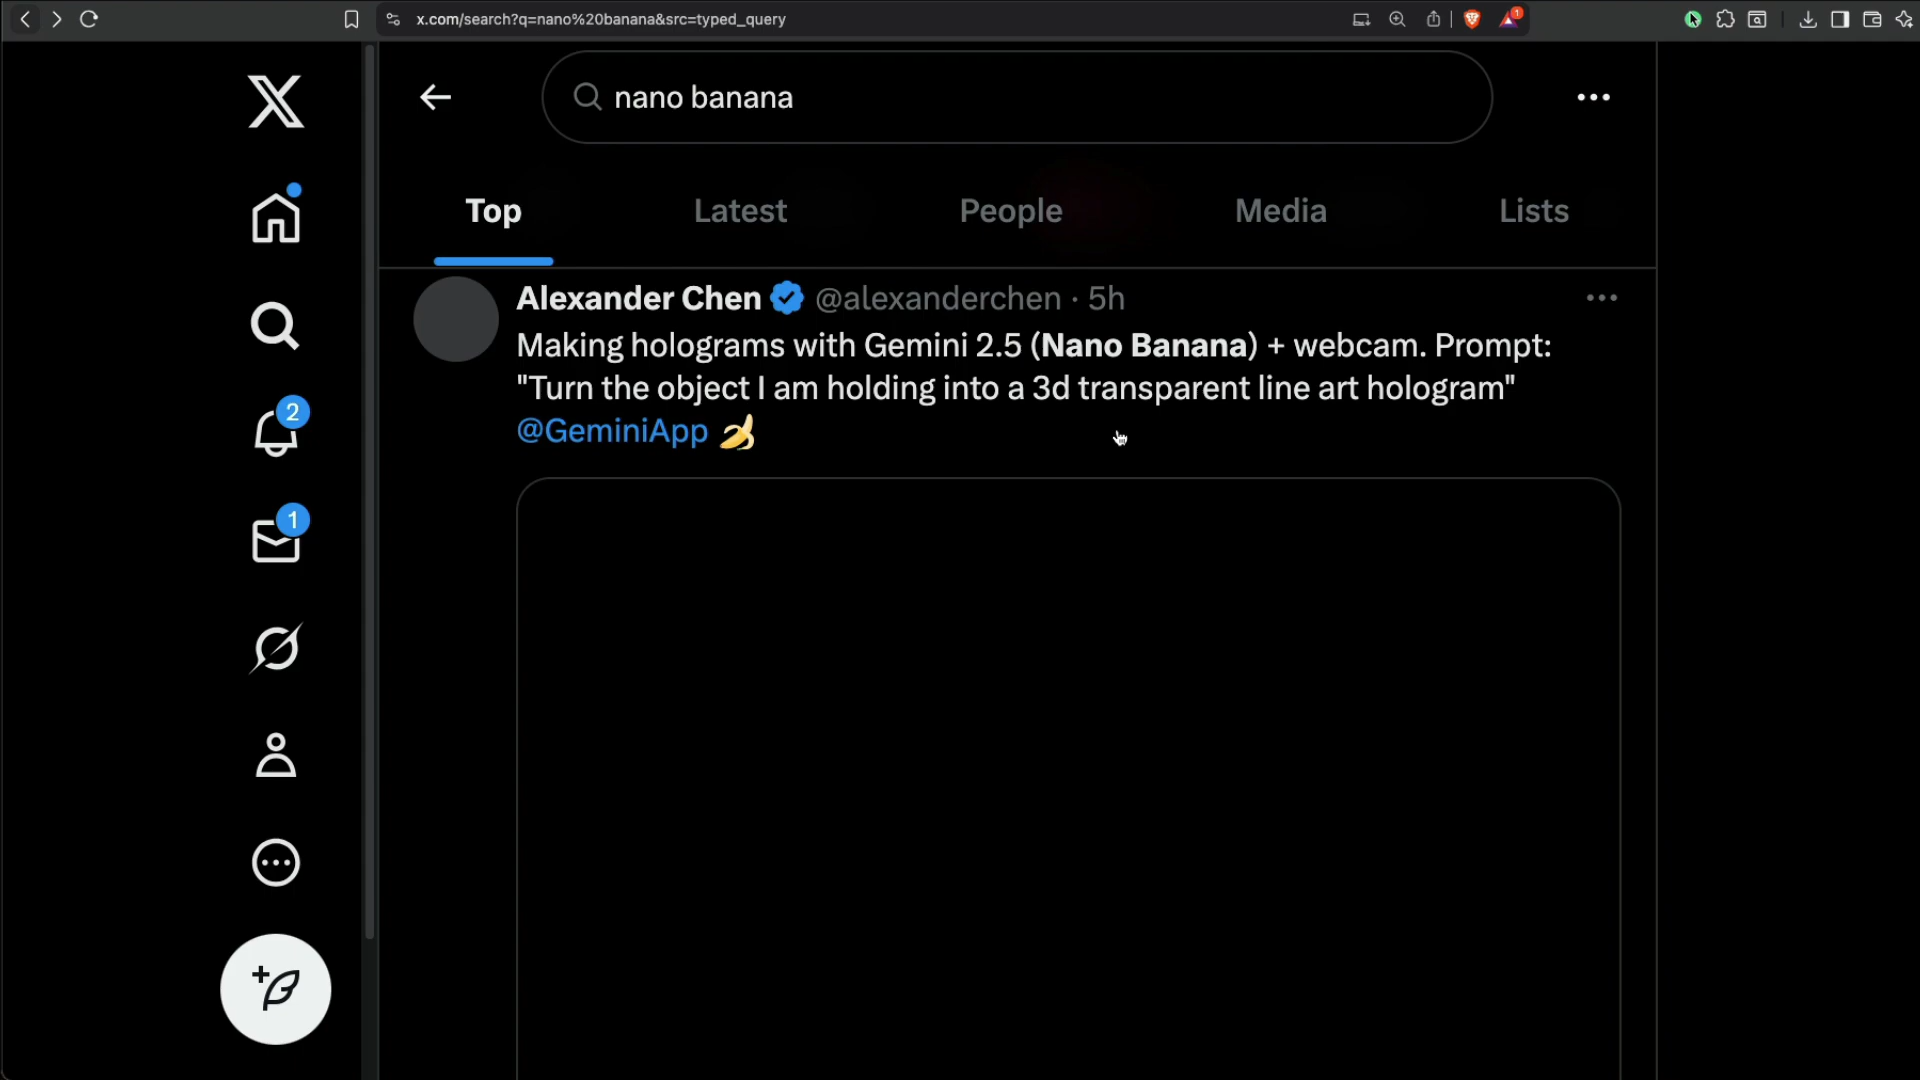 x.com/search?q=nano%20banana&src=typed_query
1
nano banana
Top
Latest
People
Media
Lists
Alexander Chen @alexanderchen · 5h
Making holograms with Gemini 2.5 (Nano Banana) + webcam. Prompt:
"Turn the object I am holding into a 3d transparent line art hologram"
@GeminiApp 🍌
2
1